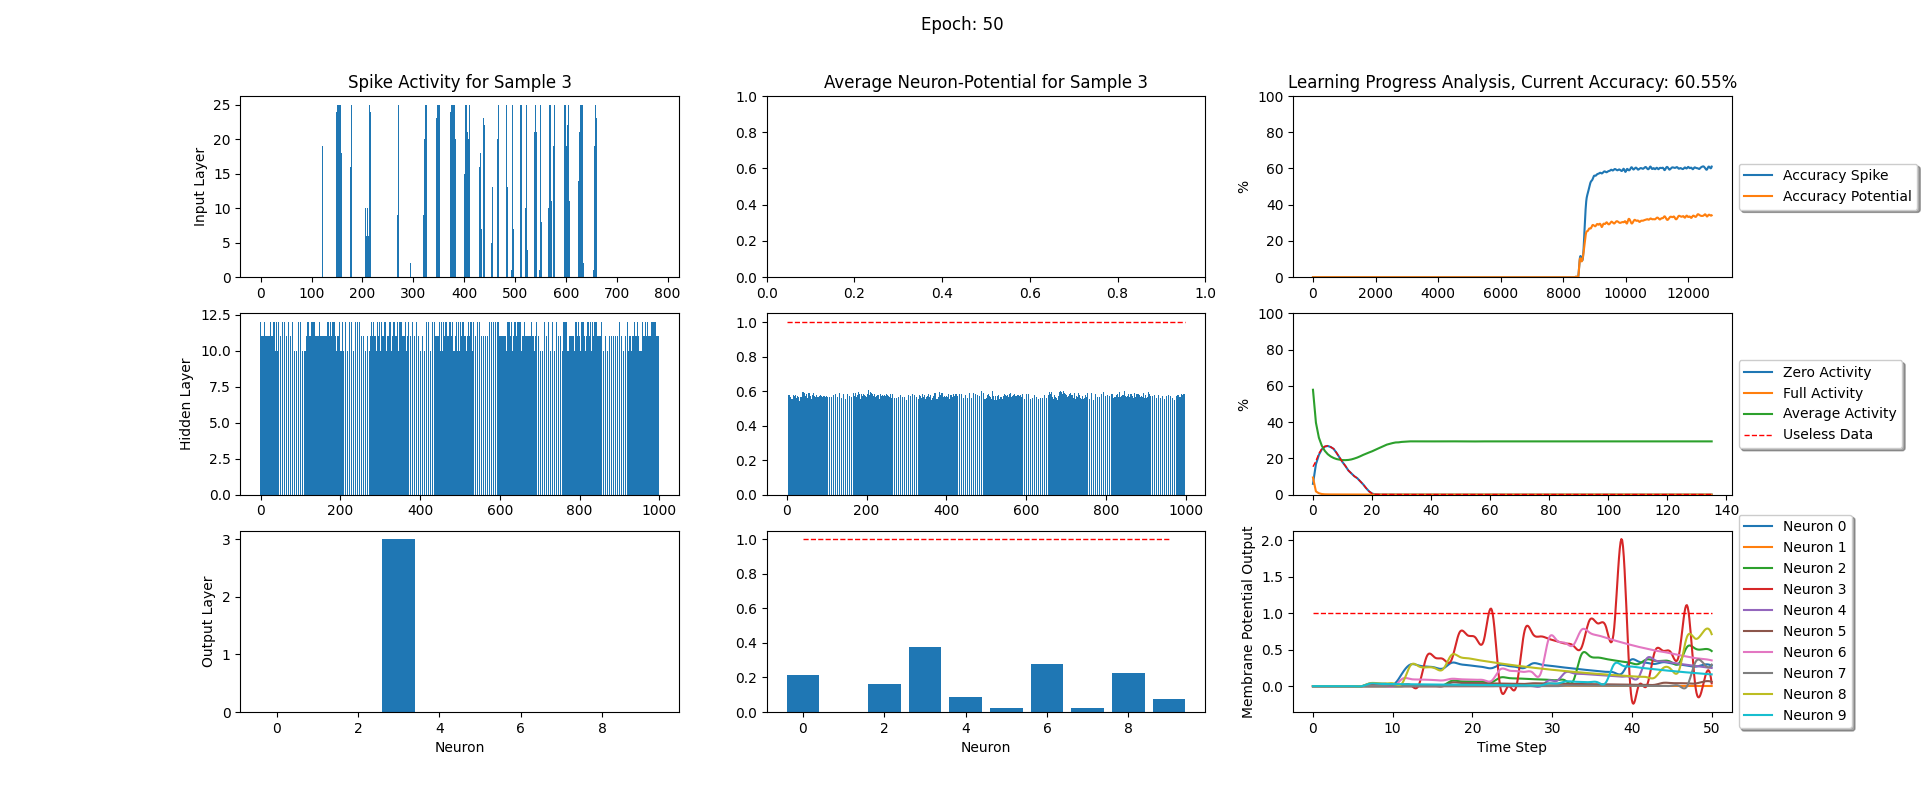 Epoch: 50
Spike Activity for Sample 3
Input Layer
25
20
15
10
5
0
0 100 200 300 400 500 600 700 800
Hidden Layer
12.5
10.0
7.5
5.0
2.5
0.0
0 200 400 600 800 1000
Output Layer
3
2
1
0
0 2 4 6 8
Neuron
Average Neuron-Potential for Sample 3
1.0
0.8
0.6
0.4
0.2
0.0
0.0 0.2 0.4 0.6 0.8 1.0
1.0
0.8
0.6
0.4
0.2
0.0
0 200 400 600 800 1000
1.0
0.8
0.6
0.4
0.2
0.0
0 2 4 6 8
Neuron
Learning Progress Analysis, Current Accuracy: 60.55%
%
100
80
60
40
20
0
0 2000 4000 6000 8000 10000 12000
Accuracy Spike
Accuracy Potential
%
100
80
60
40
20
0
0 20 40 60 80 100 120 140
Zero Activity
Full Activity
Average Activity
Useless Data
Membrane Potential Output
2.0
1.5
1.0
0.5
0.0
0 10 20 30 40 50
Time Step
Neuron 0
Neuron 1
Neuron 2
Neuron 3
Neuron 4
Neuron 5
Neuron 6
Neuron 7
Neuron 8
Neuron 9